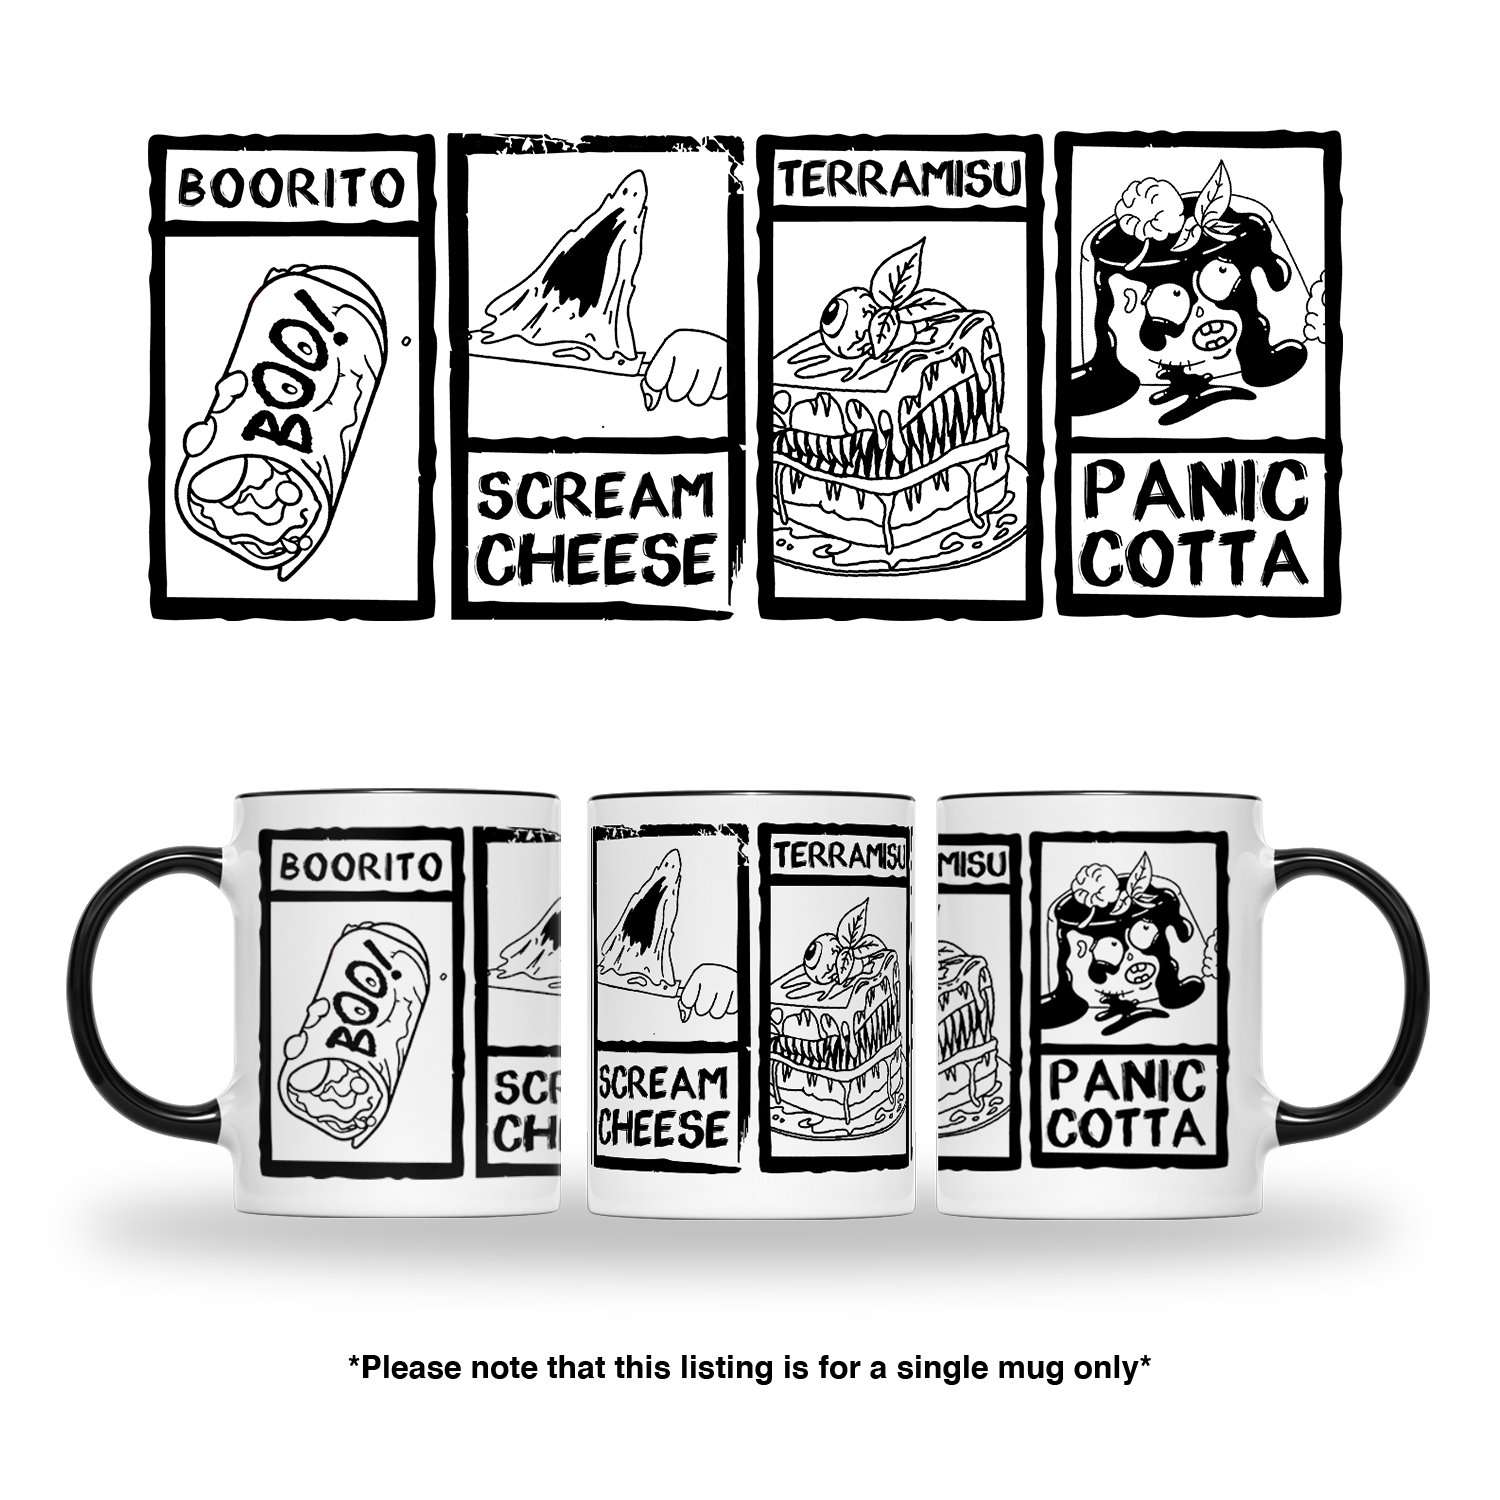 BOORITO
BOO!
SCREAM
CHEESE
TERRAMISU
PANIC
COTTA
BOORITO
BOO!
SCR
CH
SCREAM
CHEESE
TERRAMISU
MISU
PANIC
COTTA
*Please note that this listing is for a single mug only*